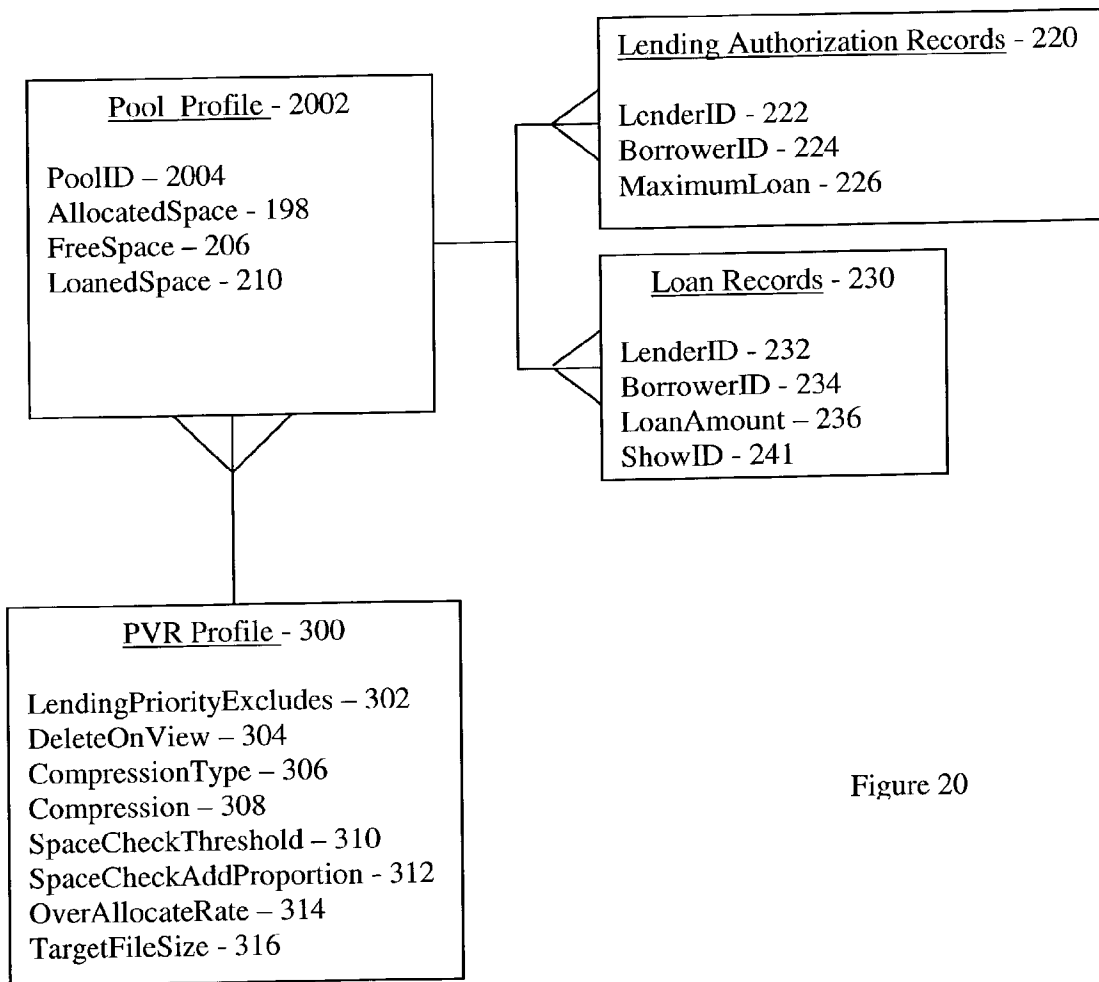 Pool Profile - 2002
PoolID – 2004
AllocatedSpace - 198
FreeSpace – 206
LoanedSpace - 210
Lending Authorization Records - 220
LenderID - 222
BorrowerID - 224
MaximumLoan - 226
Loan Records - 230
LenderID - 232
BorrowerID - 234
LoanAmount – 236
ShowID - 241
PVR Profile - 300
LendingPriorityExcludes – 302
DeleteOnView – 304
CompressionType – 306
Compression – 308
SpaceCheckThreshold – 310
SpaceCheckAddProportion - 312
OverAllocateRate – 314
TargetFileSize - 316
Figure 20